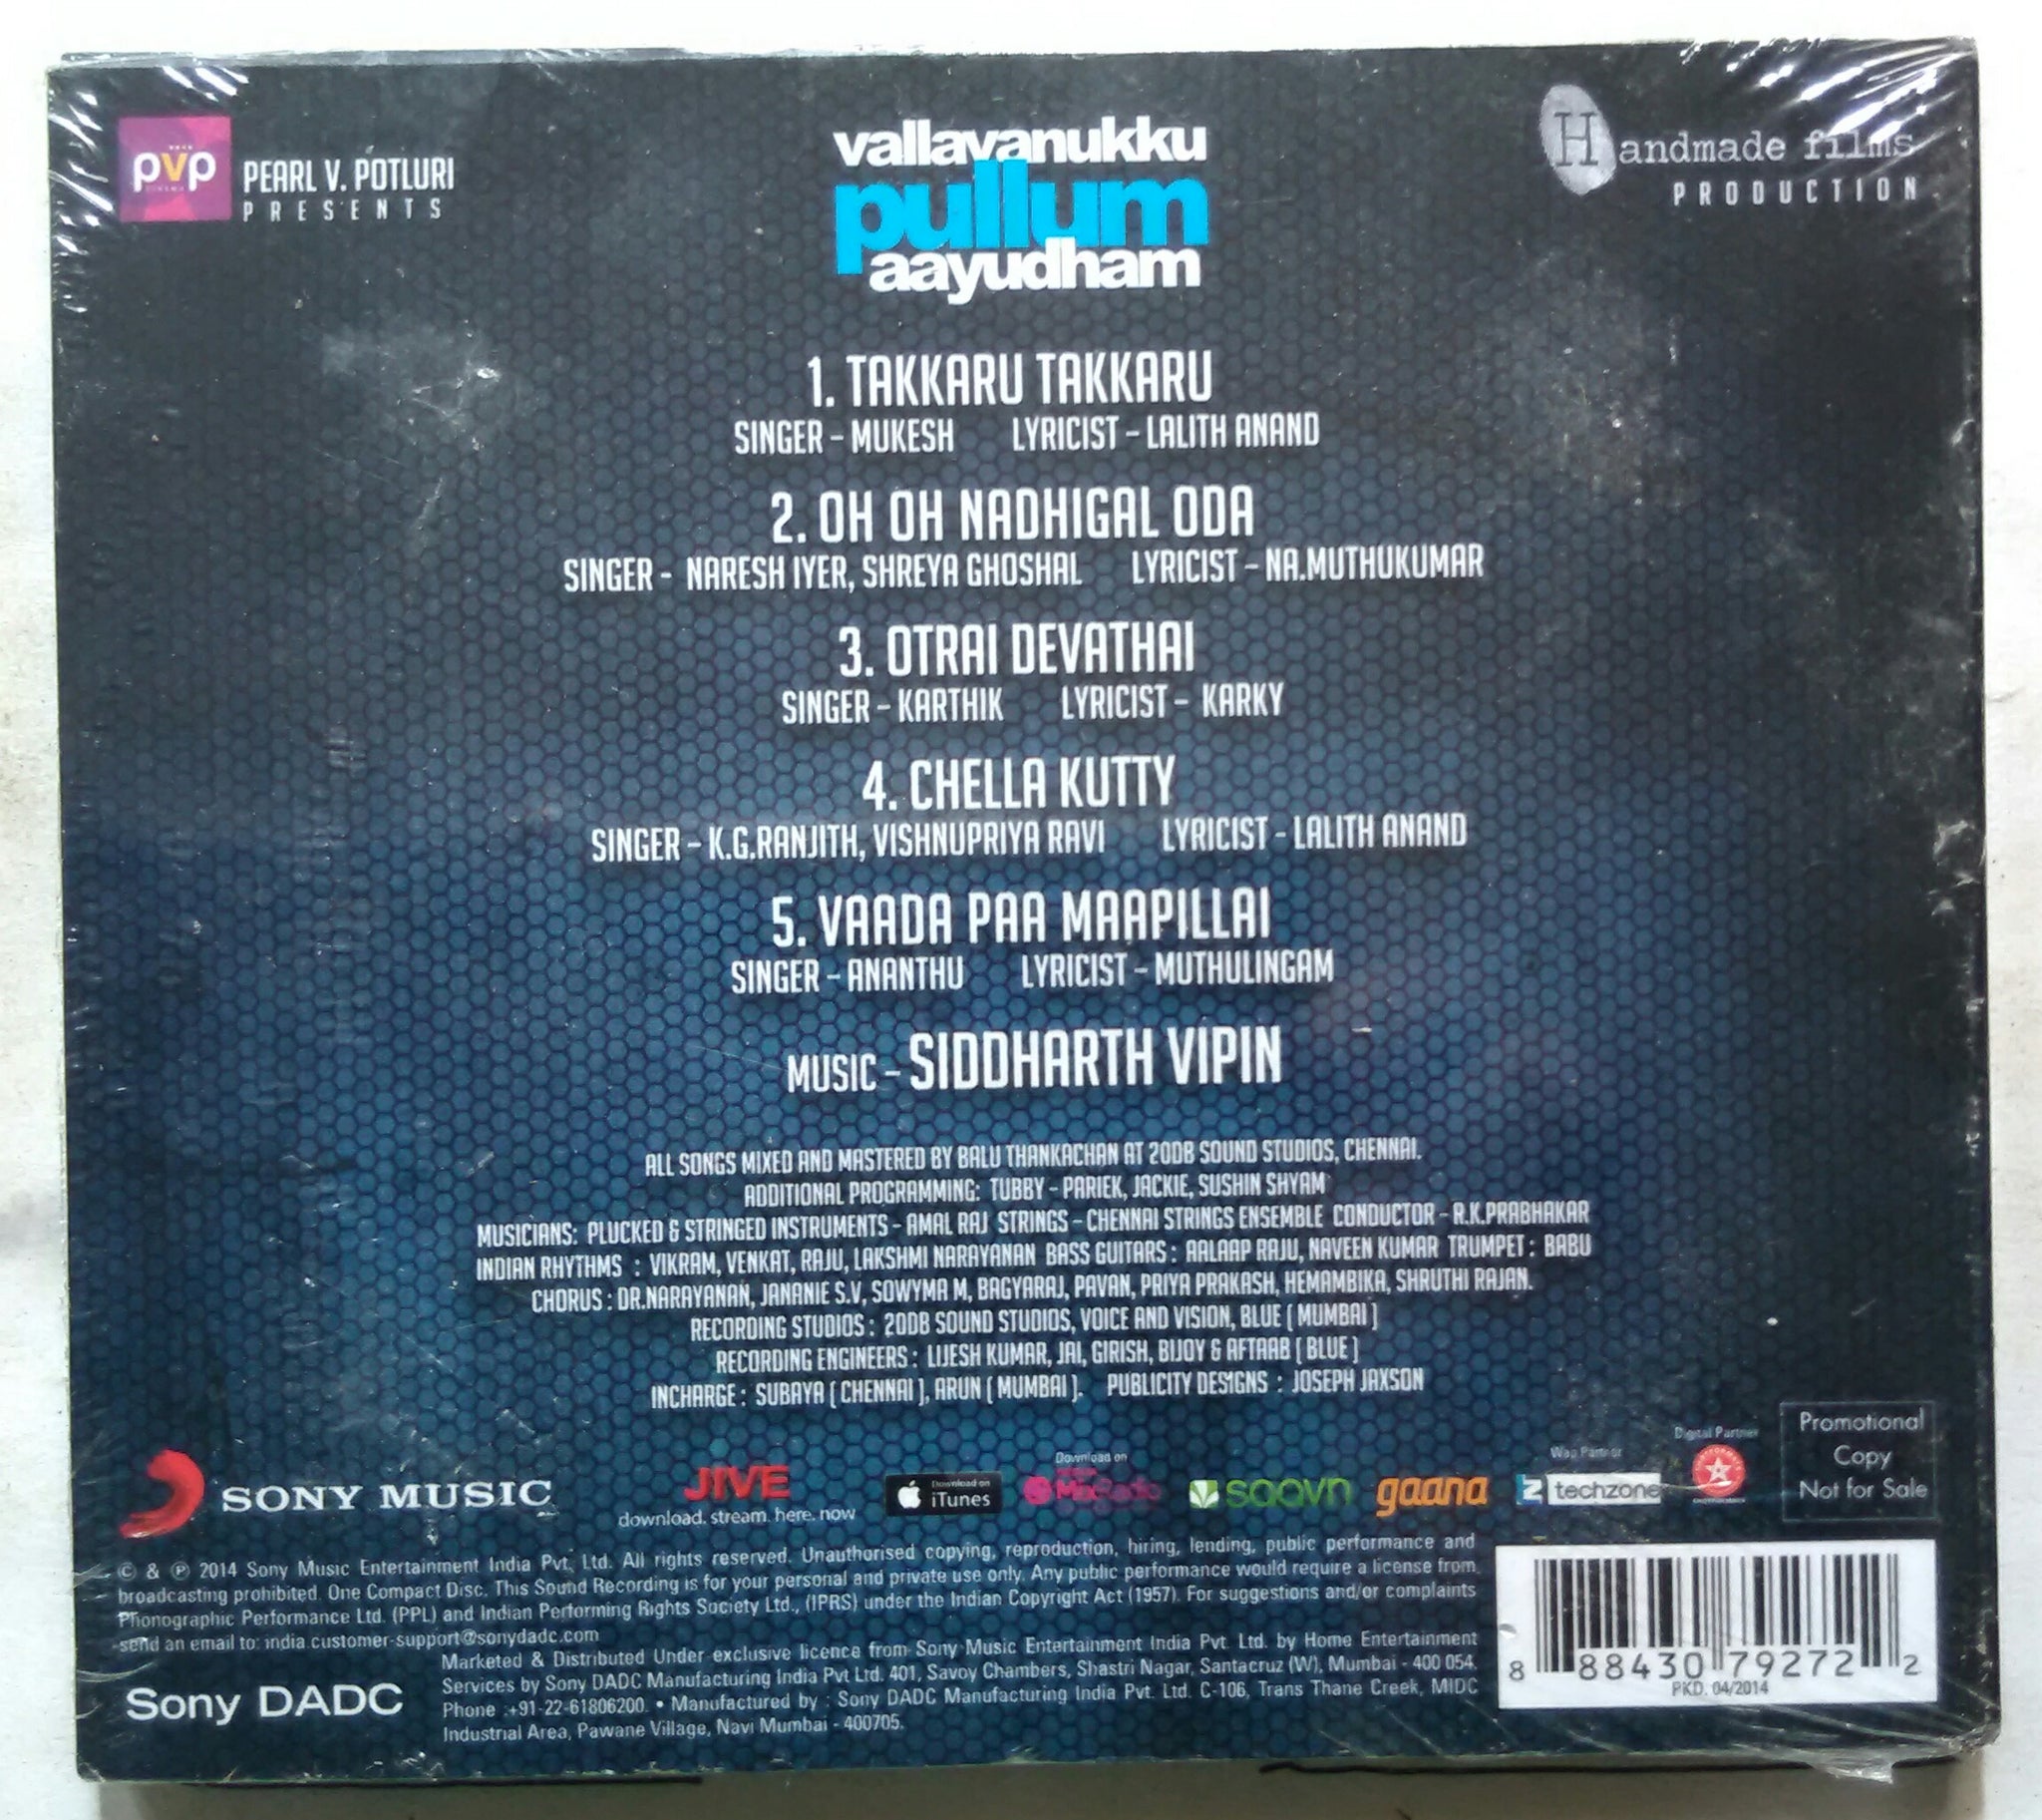 pvp
CINEMA
PEARL V. POTLURI
PRESENTS
vallavanukku
pullum
aayudham
Handmade films
PRODUCTION
1. TAKKARU TAKKARU
SINGER – MUKESH LYRICIST – LALITH ANAND
2. OH OH NADHIGAL ODA
SINGER - NARESH IYER, SHREYA GHOSHAL LYRICIST – NA.MUTHUKUMAR
3. OTRAI DEVATHAI
SINGER – KARTHIK LYRICIST – KARKY
4. CHELLA KUTTY
SINGER – K.G.RANJITH, VISHNUPRIYA RAVI LYRICIST - LALITH ANAND
5. VAADA PAA MAAPILLAI
SINGER – ANANTHU LYRICIST – MUTHULINGAM
MUSIC – SIDDHARTH VIPIN
ALL SONGS MIXED AND MASTERED BY BALU THANKACHAN AT 20DB SOUND STUDIOS, CHENNAI.
ADDITIONAL PROGRAMMING: TUBBY – PARIEK, JACKIE, SUSHIN SHYAM
MUSICIANS: PLUCKED & STRINGED INSTRUMENTS – AMAL RAJ STRINGS – CHENNAI STRINGS ENSEMBLE CONDUCTOR – R.K.PRABHAKAR
INDIAN RHYTHMS : VIKRAM, VENKAT, RAJU, LAKSHMI NARAYANAN BASS GUITARS : AALAAP RAJU, NAVEEN KUMAR TRUMPET : BABU
CHORUS : DR.NARAYANAN, JANANIE S.V, SOWYMA M, BAGYARAJ, PAVAN, PRIYA PRAKASH, HEMAMBIKA, SHRUTHI RAJAN.
RECORDING STUDIOS : 20DB SOUND STUDIOS, VOICE AND VISION, BLUE ( MUMBAI )
RECORDING ENGINEERS : LIJESH KUMAR, JAI, GIRISH, BIJOY & AFTAAB ( BLUE )
INCHARGE : SUBAYA ( CHENNAI ), ARUN ( MUMBAI ). PUBLICITY DESIGNS : JOSEPH JAXSON
SONY MUSIC
JIVE
download. stream. here. now
Download on
iTunes
Download on
MixRadio
saavn
gaana
Wap Partner
techzone
Digital Partner
Promotional
Copy
Not for Sale
© & ℗ 2014 Sony Music Entertainment India Pvt. Ltd. All rights reserved. Unauthorised copying, reproduction, hiring, lending, public performance and
broadcasting prohibited. One Compact Disc. This Sound Recording is for your personal and private use only. Any public performance would require a license from
Phonographic Performance Ltd. (PPL) and Indian Performing Rights Society Ltd., (IPRS) under the Indian Copyright Act (1957). For suggestions and/or complaints
send an email to: india.customer-support@sonydadc.com
Sony DADC
Marketed & Distributed Under exclusive licence from Sony Music Entertainment India Pvt. Ltd. by Home Entertainment
Services by Sony DADC Manufacturing India Pvt Ltd. 401, Savoy Chambers, Shastri Nagar, Santacruz (W), Mumbai - 400 054.
Phone :+91-22-61806200. • Manufactured by : Sony DADC Manufacturing India Pvt. Ltd. C-106, Trans Thane Creek, MIDC
Industrial Area, Pawane Village, Navi Mumbai - 400705.
8 88430 79272 2
PKD. 04/2014